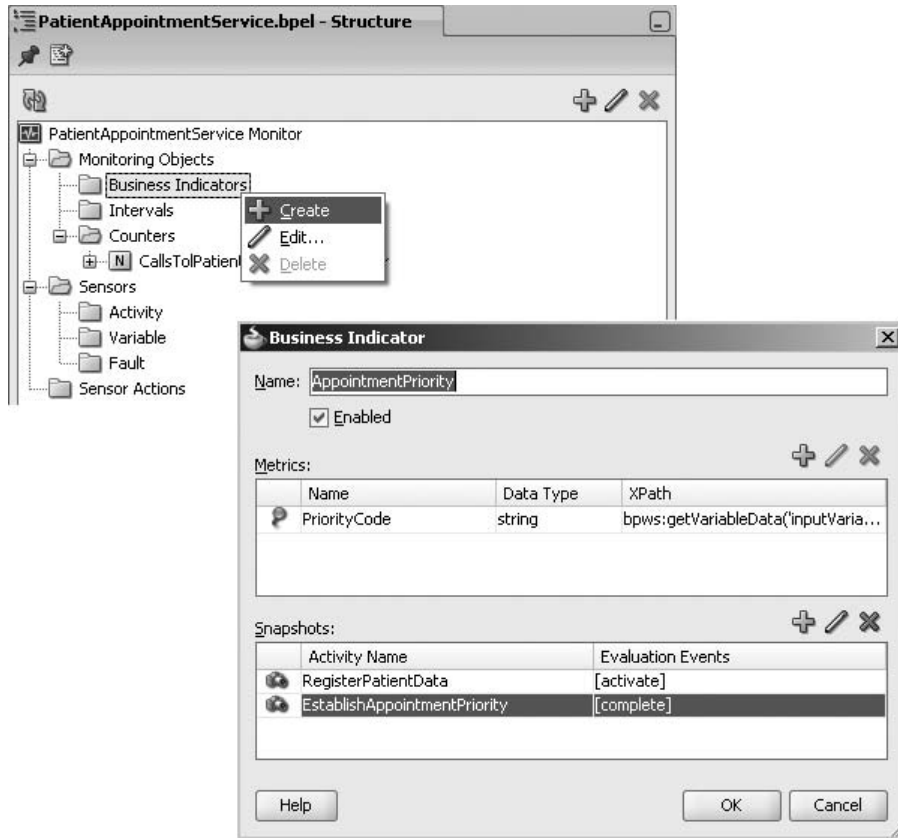 PatientAppointmentService.bpel - Structure
PatientAppointmentService Monitor
Monitoring Objects
Business Indicators
Intervals
Counters
N CallsTolPatient
Create
Edit...
Delete
Sensors
Activity
Variable
Fault
Sensor Actions
Business Indicator
Name: AppointmentPriority
Enabled
Metrics:
Name Data Type XPath
PriorityCode string bpws:getVariableData('inputVaria...
Snapshots:
Activity Name Evaluation Events
RegisterPatientData [activate]
EstablishAppointmentPriority [complete]
Help OK Cancel